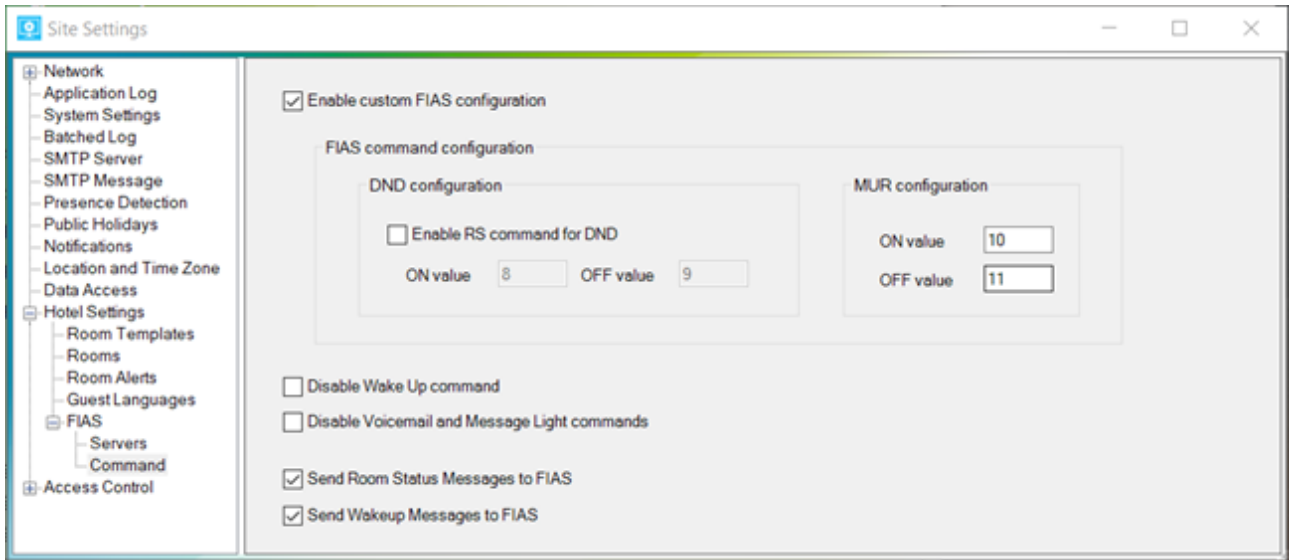 Site Settings
Network
Application Log
System Settings
Batched Log
SMTP Server
SMTP Message
Presence Detection
Public Holidays
Notifications
Location and Time Zone
Data Access
Hotel Settings
Room Templates
Rooms
Room Alerts
Guest Languages
FIAS
Servers
Command
Access Control
Enable custom FIAS configuration
FIAS command configuration
DND configuration
Enable RS command for DND
ON value 8 OFF value 9
MUR configuration
ON value 10
OFF value 11
Disable Wake Up command
Disable Voicemail and Message Light commands
Send Room Status Messages to FIAS
Send Wakeup Messages to FIAS